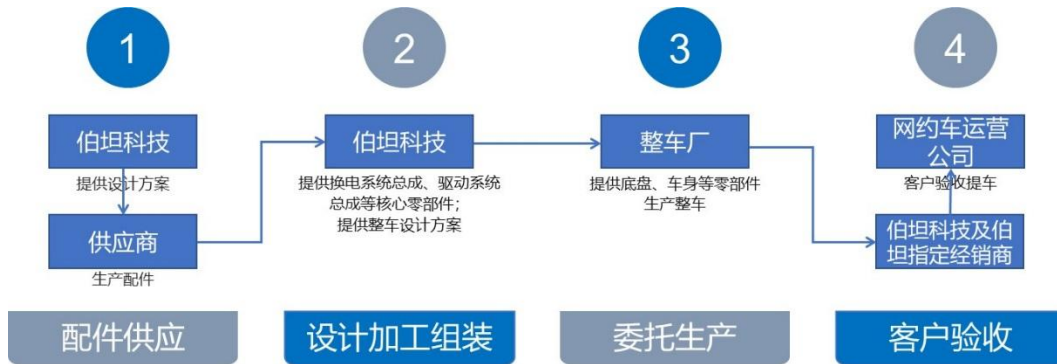 1
2
3
4
伯坦科技
提供设计方案
供应商
生产配件
伯坦科技
提供换电系统总成、驱动系统
总成等核心零部件；
提供整车设计方案
整车厂
提供底盘、车身等零部件
生产整车
网约车运营
公司
客户验收提车
伯坦科技及伯
坦指定经销商
配件供应
设计加工组装
委托生产
客户验收